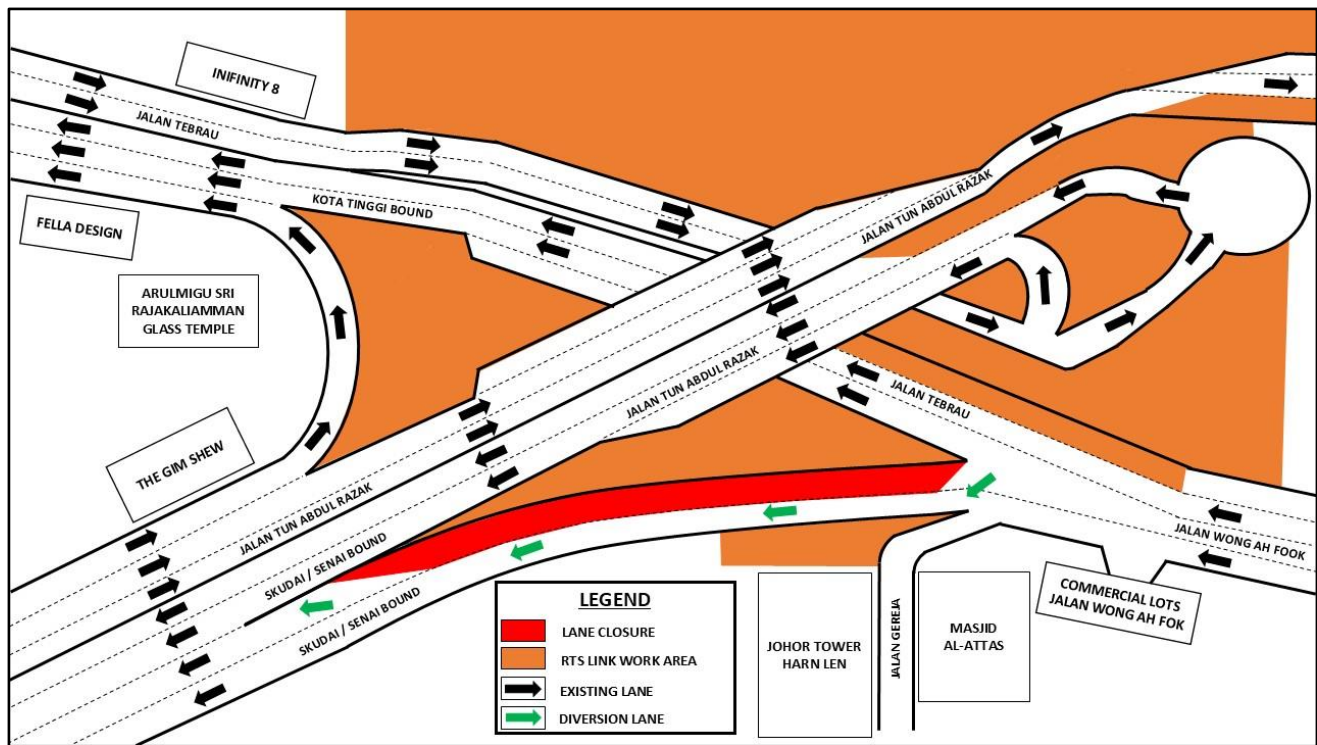 INIFINITY 8
JALAN TEBRAU
KOTA TINGGI BOUND
FELLA DESIGN
ARULMIGU SRI
RAJAKALIAMMAN
GLASS TEMPLE
THE GIM SHEW
JALAN TUN ABDUL RAZAK
JALAN TUN ABDUL RAZAK
JALAN TUN ABDUL RAZAK
JALAN TEBRAU
SKUDAI / SENAI BOUND
SKUDAI / SENAI BOUND
JALAN WONG AH FOOK
COMMERCIAL LOTS
JALAN WONG AH FOK
JOHOR TOWER
HARN LEN
JALAN GEREJA
MASJID
AL-ATTAS
LEGEND
LANE CLOSURE
RTS LINK WORK AREA
EXISTING LANE
DIVERSION LANE